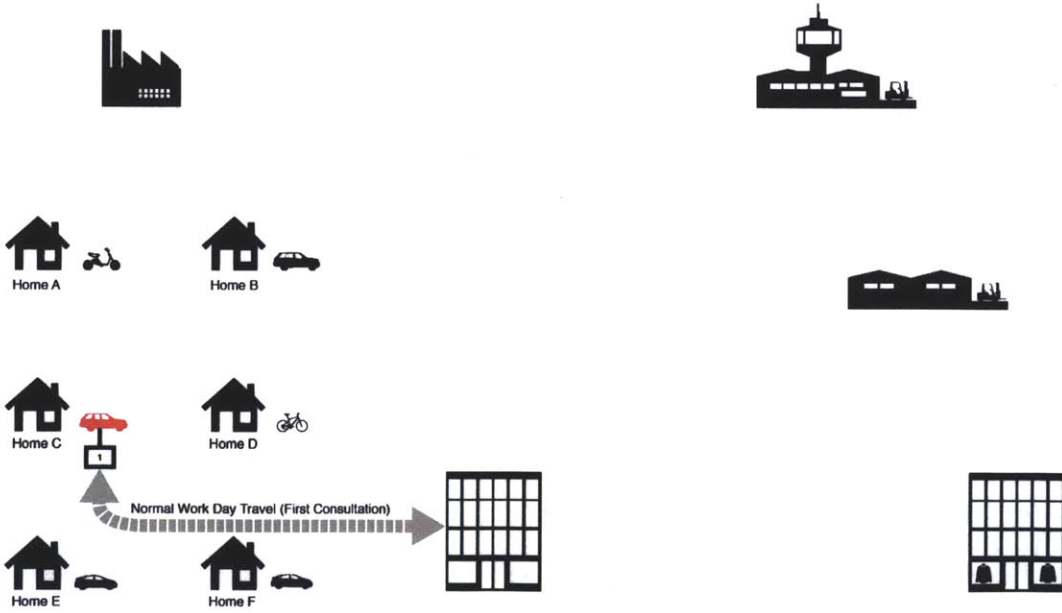 Home A
Home B
Home C
Home D
1
Normal Work Day Travel (First Consultation)
Home E
Home F